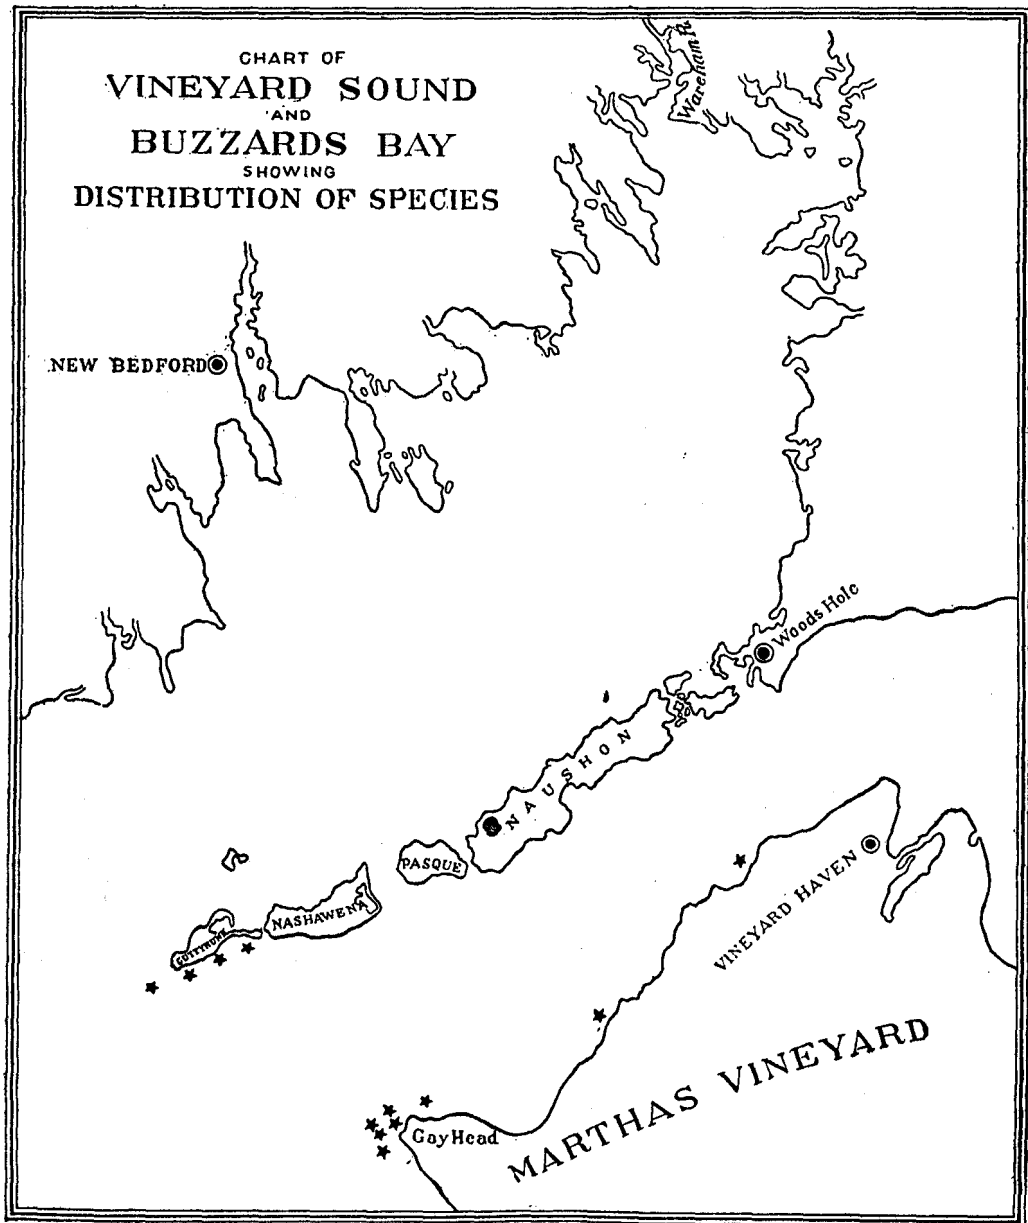 CHART OF
VINEYARD SOUND
AND
BUZZARDS BAY
SHOWING
DISTRIBUTION OF SPECIES
Wareham R.
NEW BEDFORD
Woods Hole
NAUSHON
PASQUE
NASHAWENA
CUTTYHUNK
VINEYARD HAVEN
MARTHAS VINEYARD
Gay Head